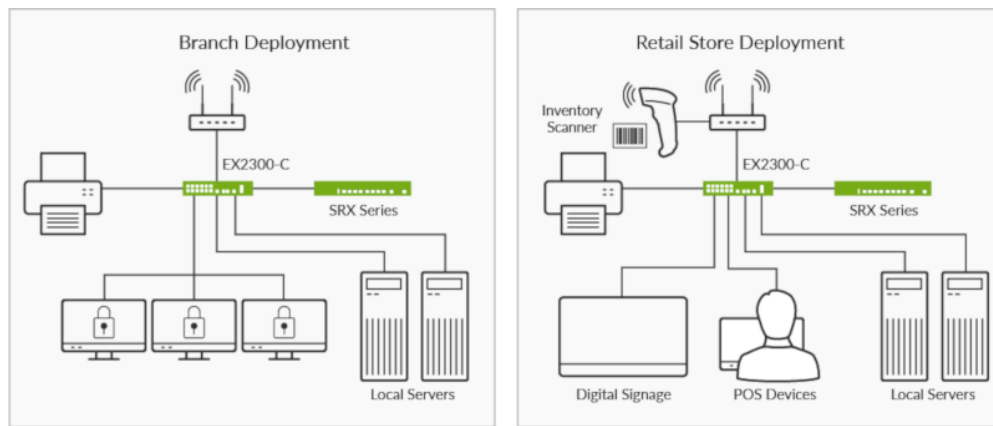 Branch Deployment
EX2300-C
SRX Series
Local Servers
Retail Store Deployment
Inventory
Scanner
EX2300-C
SRX Series
Digital Signage
POS Devices
Local Servers